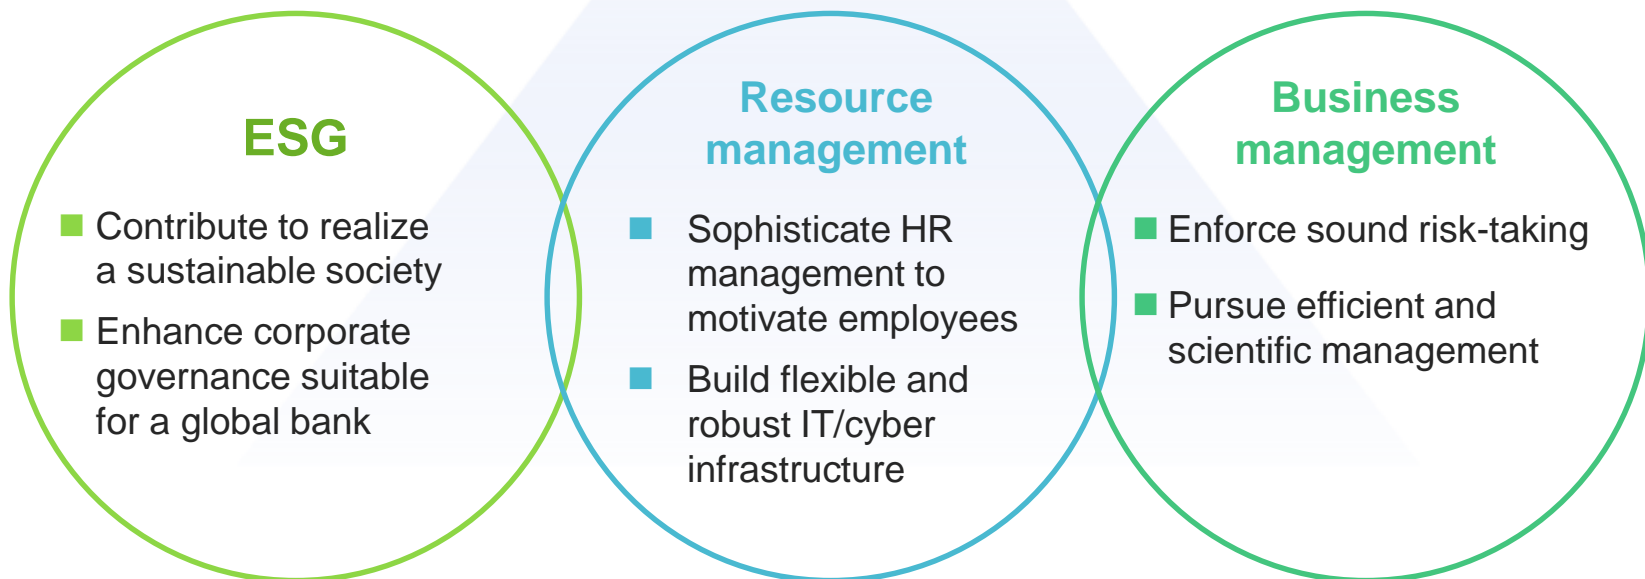 ESG
Contribute to realize
a sustainable society
Enhance corporate
governance suitable
for a global bank
Resource
management
Sophisticate HR
management to
motivate employees
Build flexible and
robust IT/cyber
infrastructure
Business
management
Enforce sound risk-taking
Pursue efficient and
scientific management